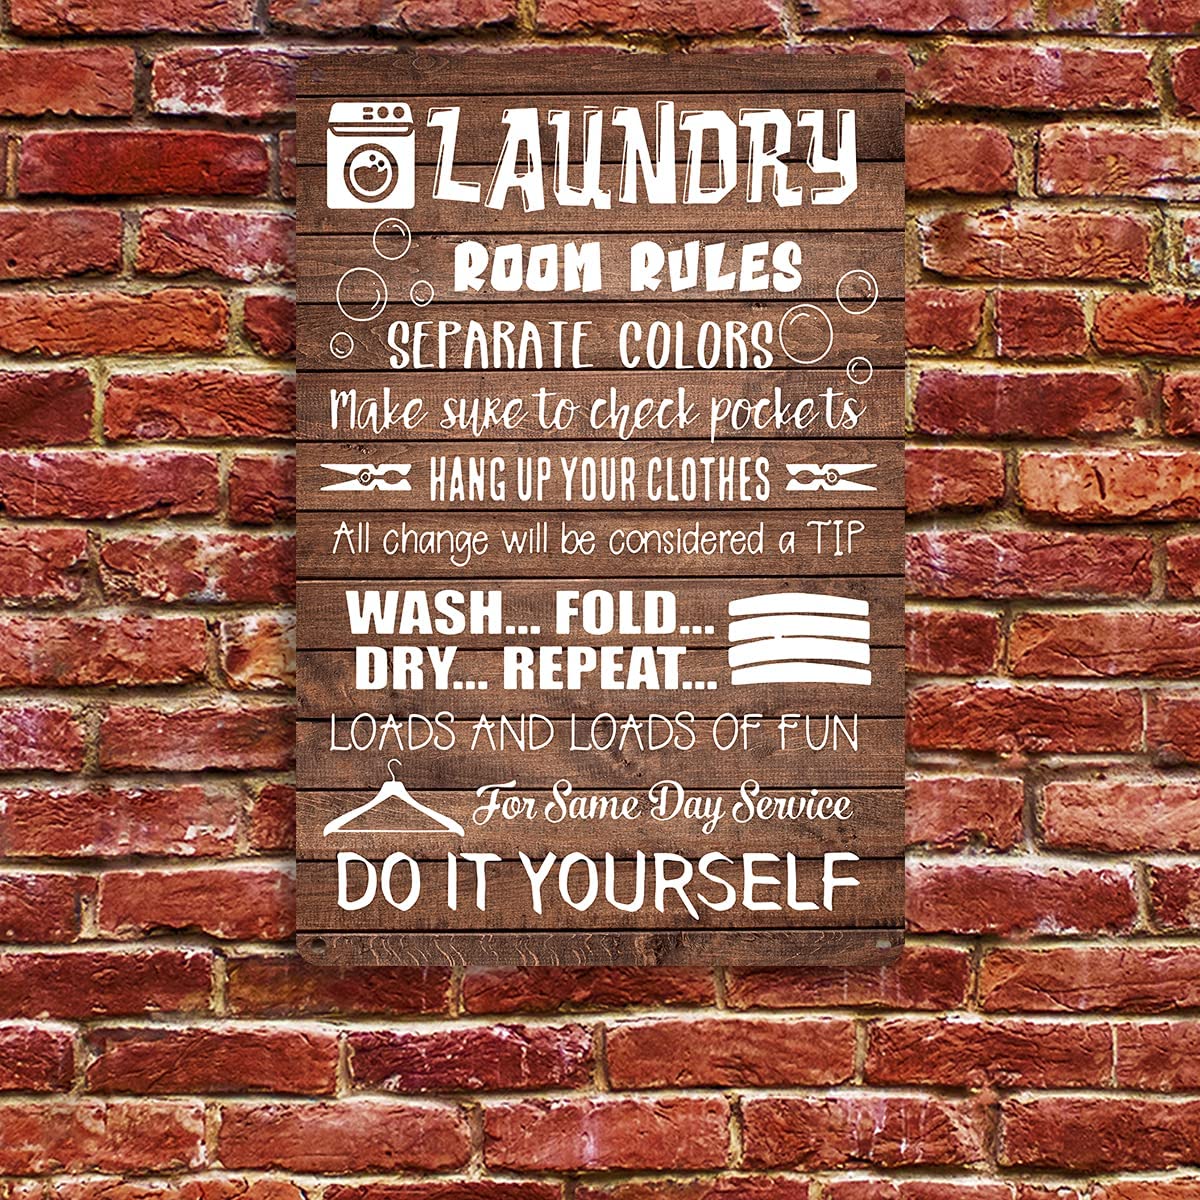 LAUNDRY
ROOM RULES
SEPARATE COLORS
Make sure to check pockets
HANG UP YOUR CLOTHES
All change will be considered a TIP
WASH... FOLD...
DRY... REPEAT...
LOADS AND LOADS OF FUN
For Same Day Service
DO IT YOURSELF